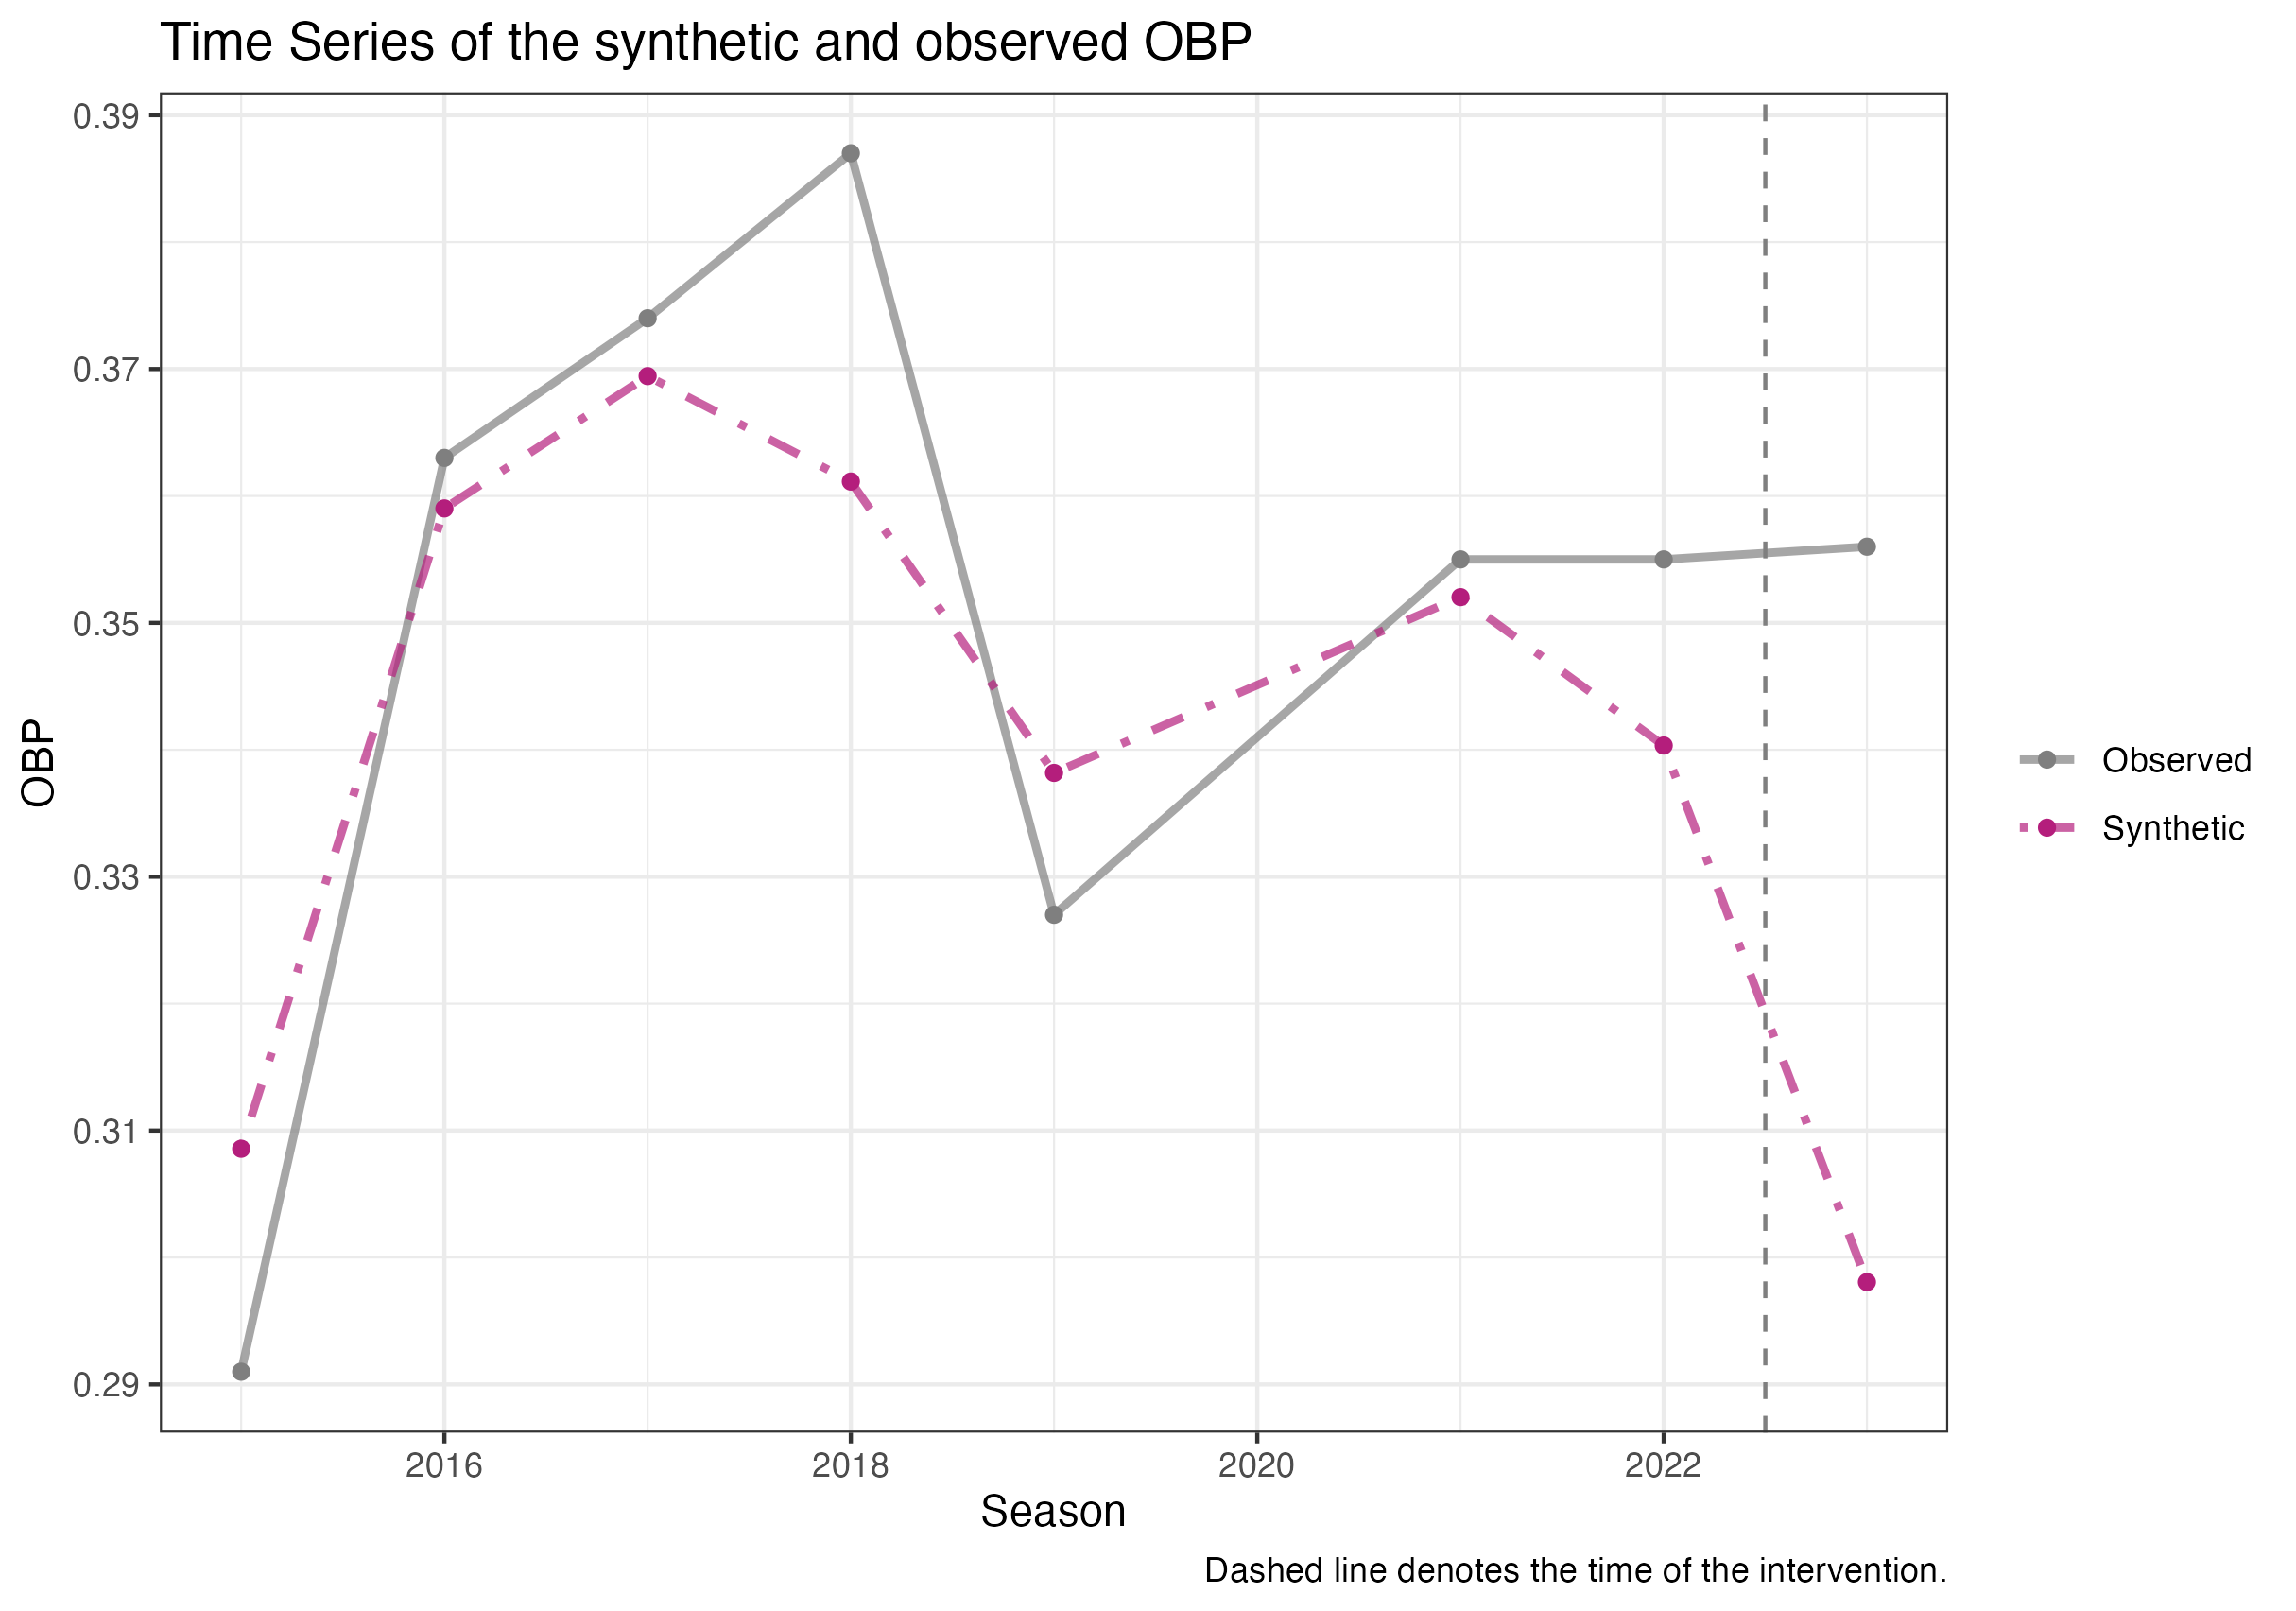 Time Series of the synthetic and observed OBP
0.39
0.37
0.35
0.33
0.31
0.29
OBP
2016
2018
2020
2022
Season
Observed
Synthetic
Dashed line denotes the time of the intervention.